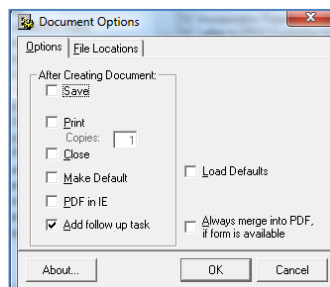 Document Options
Options
File Locations
After Creating Document:
Save
Print
Copies: 1
Close
Make Default
PDF in IE
Add follow up task
Load Defaults
Always merge into PDF,
if form is available
About...
OK
Cancel